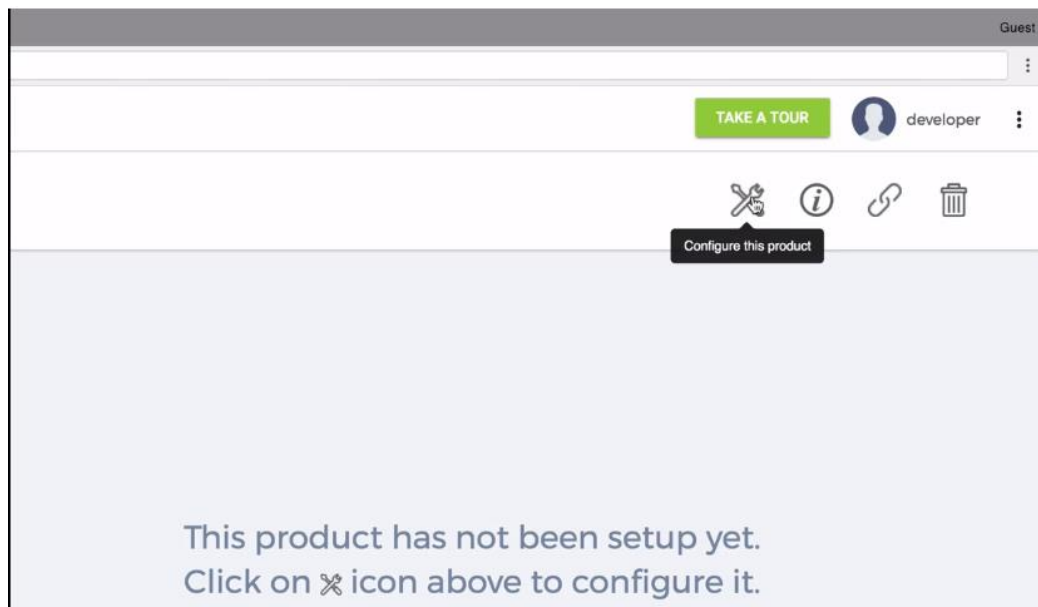 Guest
TAKE A TOUR
developer
Configure this product
This product has not been setup yet.
Click on icon above to configure it.